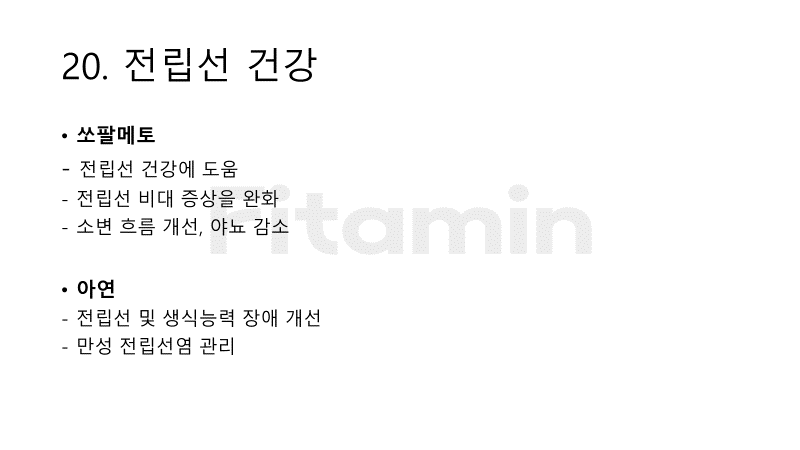 20. 전립선 건강
• 쏘팔메토
- 전립선 건강에 도움
- 전립선 비대 증상을 완화
- 소변 흐름 개선, 야뇨 감소
Fitamin
• 아연
- 전립선 및 생식능력 장애 개선
- 만성 전립선염 관리